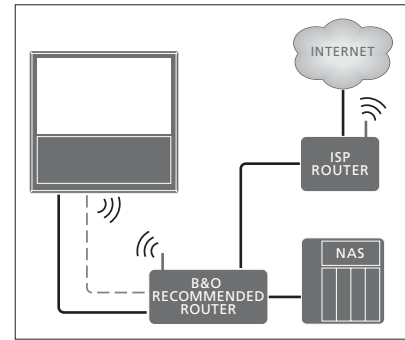 INTERNET
ISP
ROUTER
NAS
B&O
RECOMMENDED
ROUTER